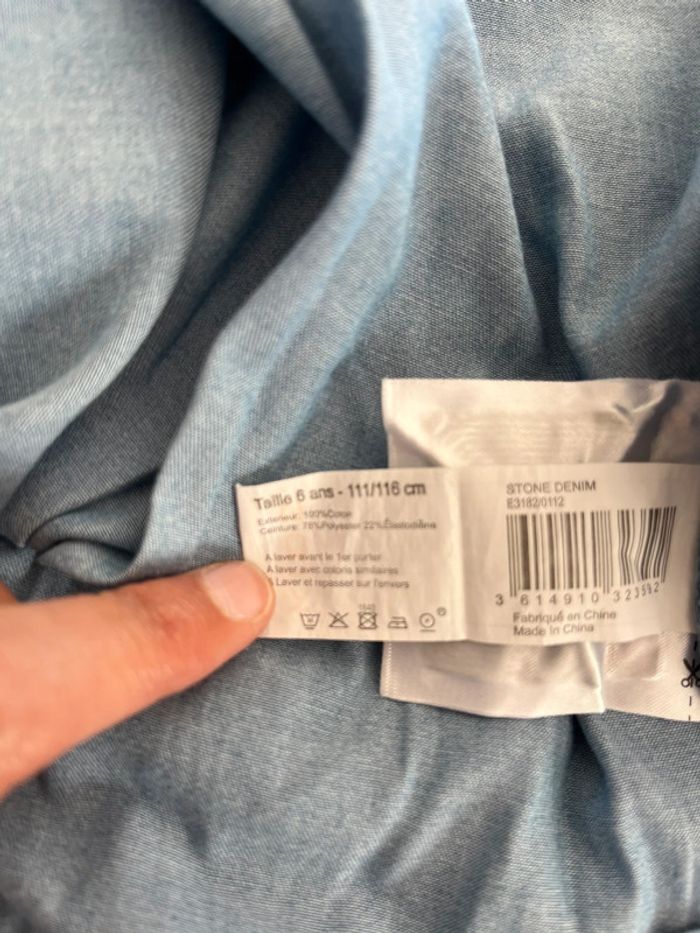 Taille 6 ans - 111/116 cm
Extérieur: 100%Coton
Ceinture: 78%Polyester 22%Élastodiène
A laver avant le 1er porter
A laver avec coloris similaires
Laver et repasser sur l'envers
STONE DENIM
E3182/0112
3 614910 323592
Fabriqué en Chine
Made In China